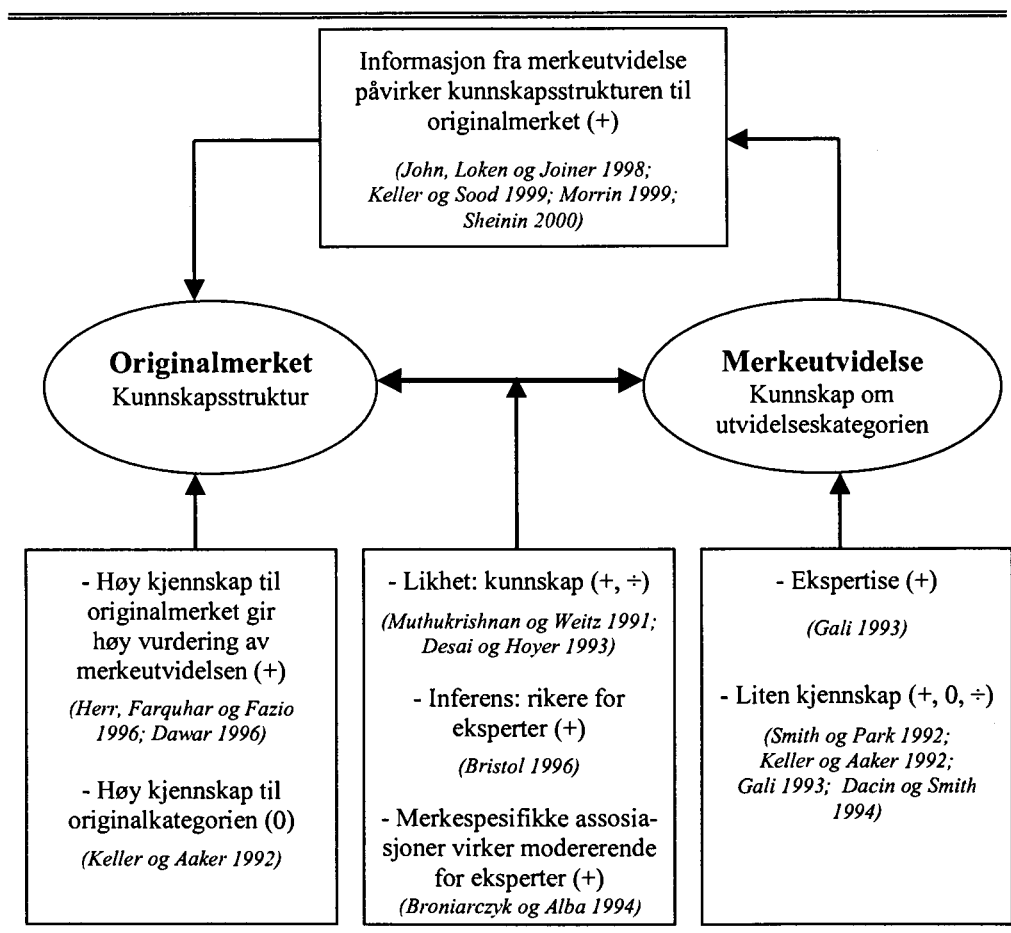 Informasjon fra merkeutvidelse
påvirker kunnskapsstrukturen til
originalmerket (+)
(John, Loken og Joiner 1998;
Keller og Sood 1999; Morrin 1999;
Sheinin 2000)
Originalmerket
Kunnskapsstruktur
Merkeutvidelse
Kunnskap om
utvidelseskategorien
- Høy kjennskap til
originalmerket gir
høy vurdering av
merkeutvidelsen (+)
(Herr, Farquhar og Fazio
1996; Dawar 1996)
- Høy kjennskap til
originalkategorien (0)
(Keller og Aaker 1992)
- Likhet: kunnskap (+, ÷)
(Muthukrishnan og Weitz 1991;
Desai og Hoyer 1993)
- Inferens: rikere for
eksperter (+)
(Bristol 1996)
- Merkespesifikke assosia-
sjoner virker modererende
for eksperter (+)
(Broniarczyk og Alba 1994)
- Ekspertise (+)
(Gali 1993)
- Liten kjennskap (+, 0, ÷)
(Smith og Park 1992;
Keller og Aaker 1992;
Gali 1993; Dacin og Smith
1994)